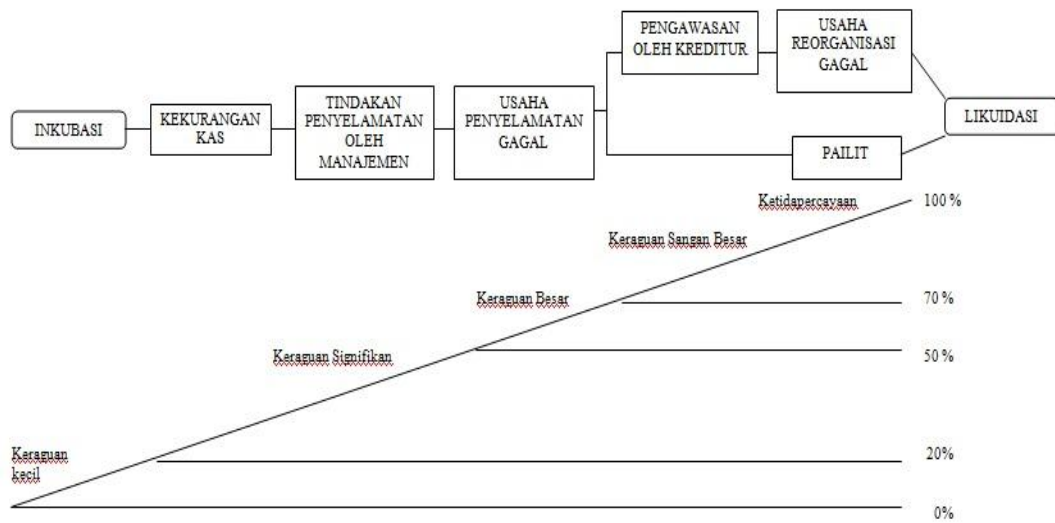 PENGAWASAN
OLEH KREDITUR
USAHA
REORGANISASI
GAGAL
INKUBASI
KEKURANGAN
KAS
TINDAKAN
PENYELAMATAN
OLEH
MANAJEMEN
USAHA
PENYELAMATAN
GAGAL
LIKUIDASI
PAILIT
Ketidapercayaan
100 %
Keraguan Sangan Besar
Keraguan Besar
70 %
Keraguan Signifikan
50 %
Keraguan
kecil
20%
0%